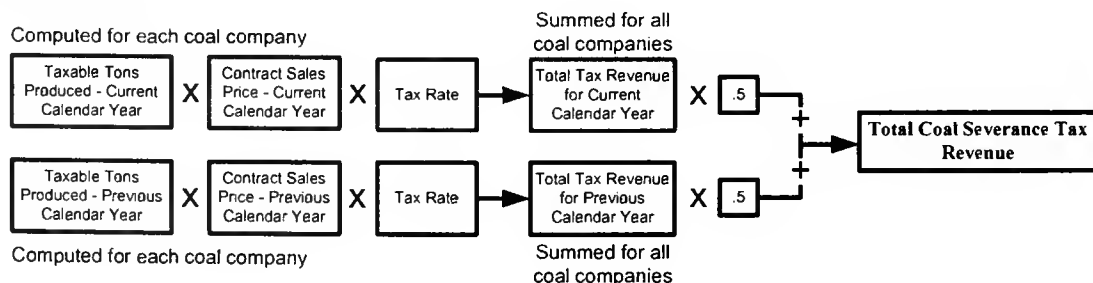 Computed for each coal company
Summed for all
coal companies
Taxable Tons
Produced - Current
Calendar Year
X
Contract Sales
Price - Current
Calendar Year
X
Tax Rate
Total Tax Revenue
for Current
Calendar Year
X
.5
+
Total Coal Severance Tax
Revenue
+
Taxable Tons
Produced - Previous
Calendar Year
X
Contract Sales
Price - Previous
Calendar Year
X
Tax Rate
Total Tax Revenue
for Previous
Calendar Year
X
.5
Computed for each coal company
Summed for all
coal companies